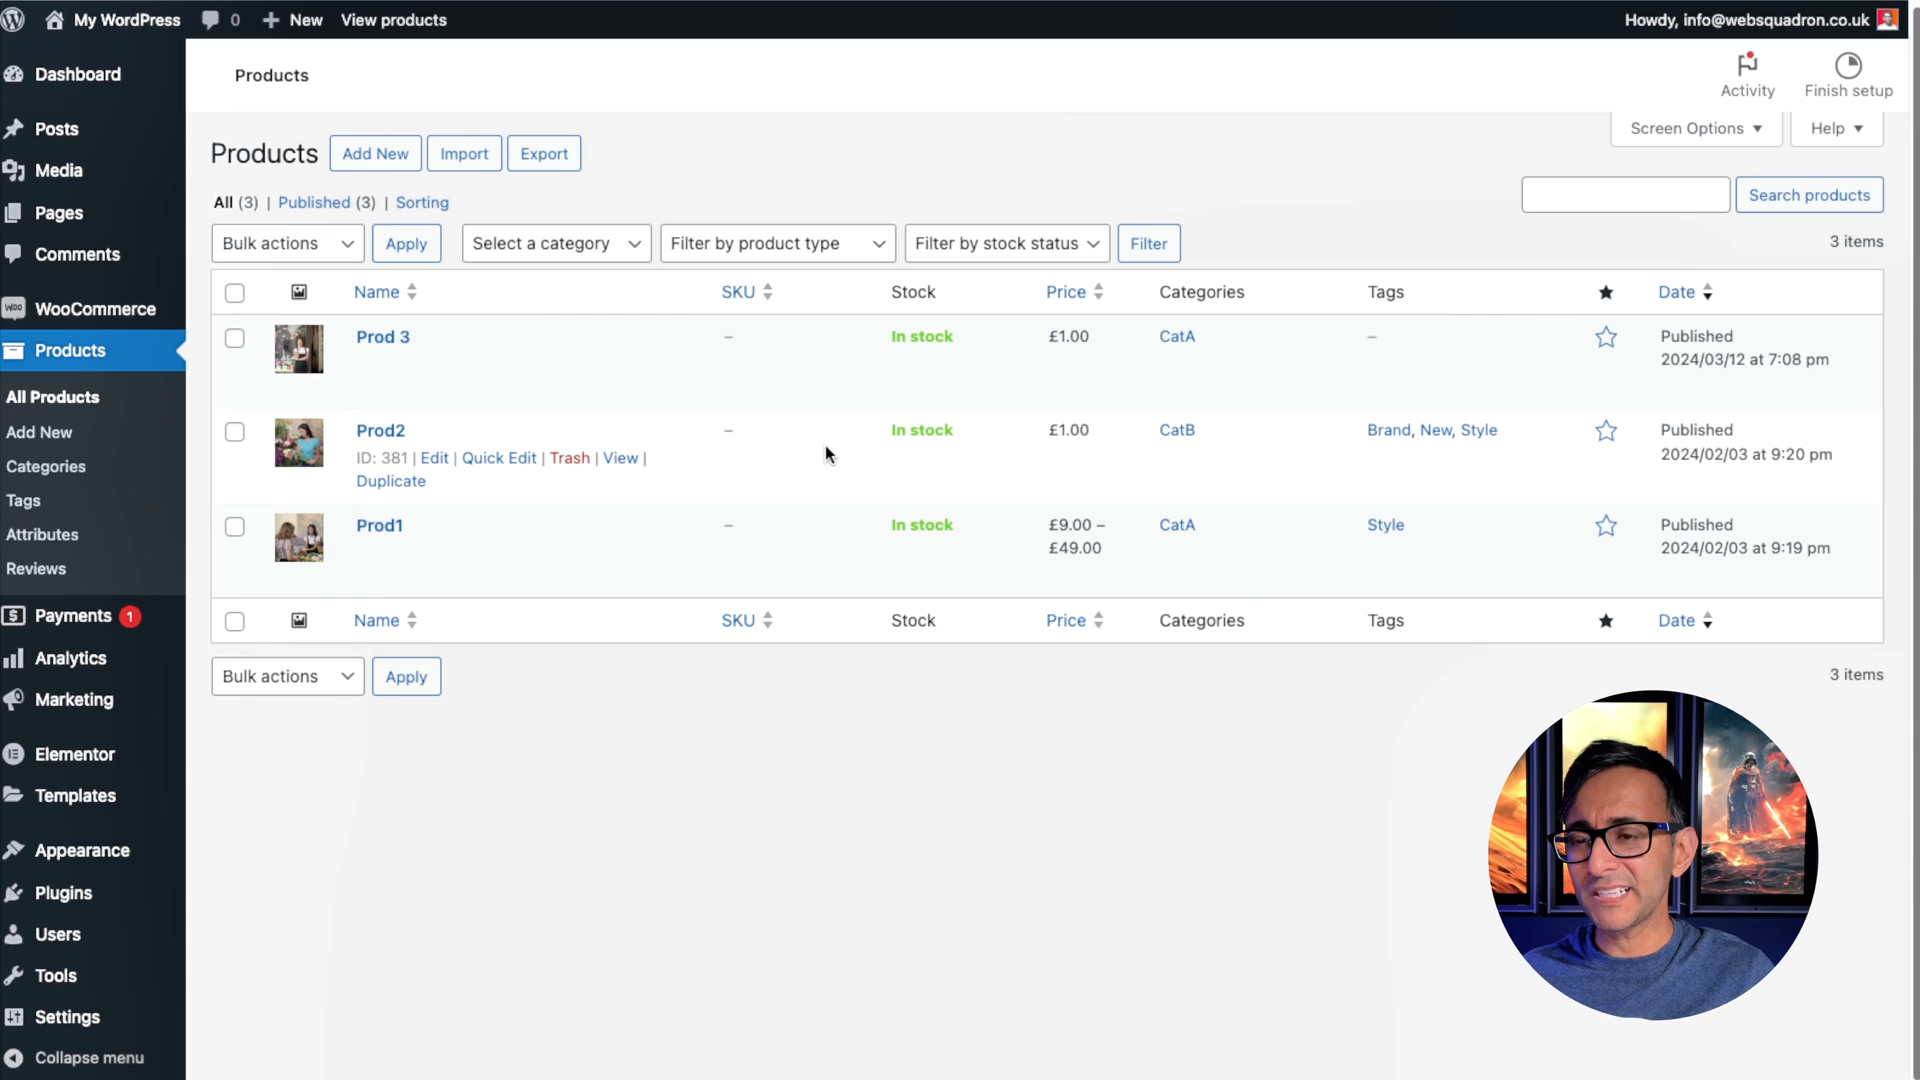 My WordPress 0 New View products Howdy, info@websquadron.co.uk
Dashboard
Posts
Media
Pages
Comments
WooCommerce
Products
All Products
Add New
Categories
Tags
Attributes
Reviews
Payments 1
Analytics
Marketing
Elementor
Templates
Appearance
Plugins
Users
Tools
Settings
Collapse menu
Products
Activity
Finish setup
Screen Options
Help
Products Add New Import Export
All (3) | Published (3) | Sorting
Search products
Bulk actions Apply Select a category Filter by product type Filter by stock status Filter
3 items
Name SKU Stock Price Categories Tags Date
Prod 3 – In stock £1.00 CatA – Published
2024/03/12 at 7:08 pm
Prod2 – In stock £1.00 CatB Brand, New, Style Published
ID: 381 | Edit | Quick Edit | Trash | View | 2024/02/03 at 9:20 pm
Duplicate
Prod1 – In stock £9.00 – CatA Style Published
£49.00 2024/02/03 at 9:19 pm
Name SKU Stock Price Categories Tags Date
Bulk actions Apply
3 items